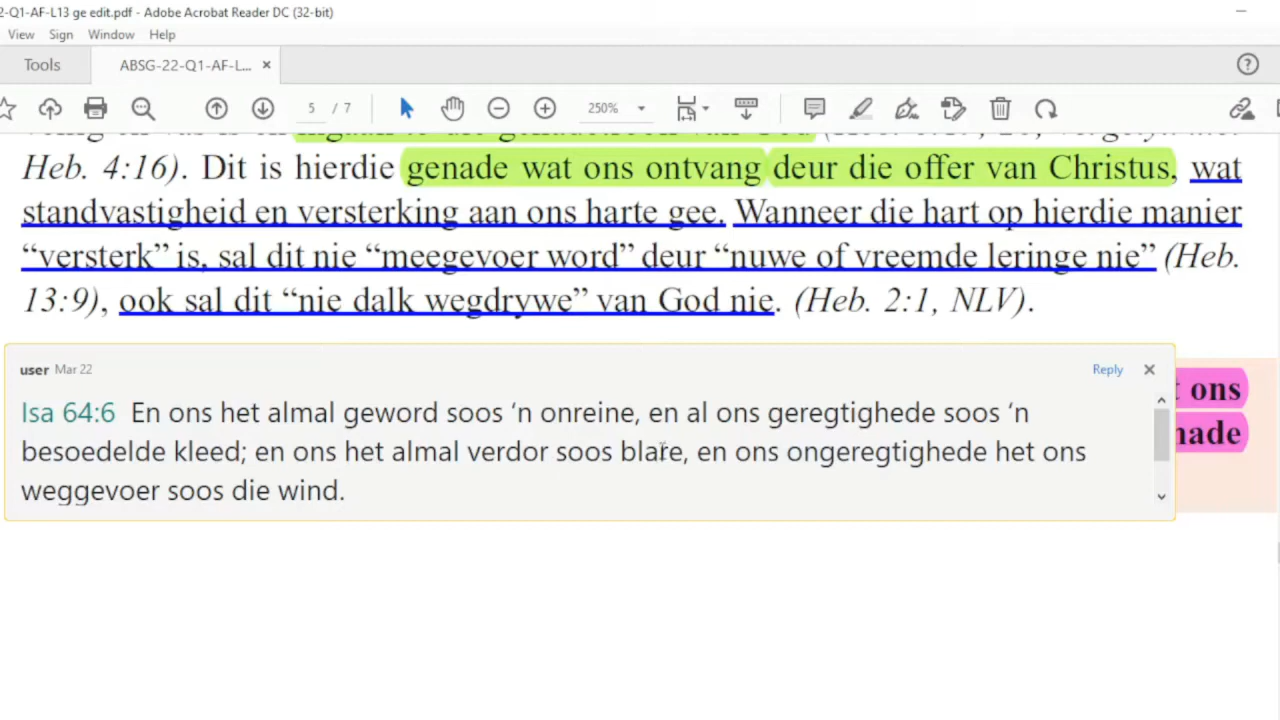 2-Q1-AF-L13 ge edit.pdf - Adobe Acrobat Reader DC (32-bit)
View Sign Window Help
Tools ABSG-22-Q1-AF-L... ×
5 / 7 250%
Heb. 4:16). Dit is hierdie genade wat ons ontvang deur die offer van Christus, wat
standvastigheid en versterking aan ons harte gee. Wanneer die hart op hierdie manier
“versterk” is, sal dit nie “meegevoer word” deur “nuwe of vreemde leringe nie” (Heb.
13:9), ook sal dit “nie dalk wegdrywe” van God nie. (Heb. 2:1, NLV).
user Mar 22 Reply
Isa 64:6 En ons het almal geword soos ‘n onreine, en al ons geregtighede soos ‘n
besoedelde kleed; en ons het almal verdor soos blare, en ons ongeregtighede het ons
weggevoer soos die wind.
ons